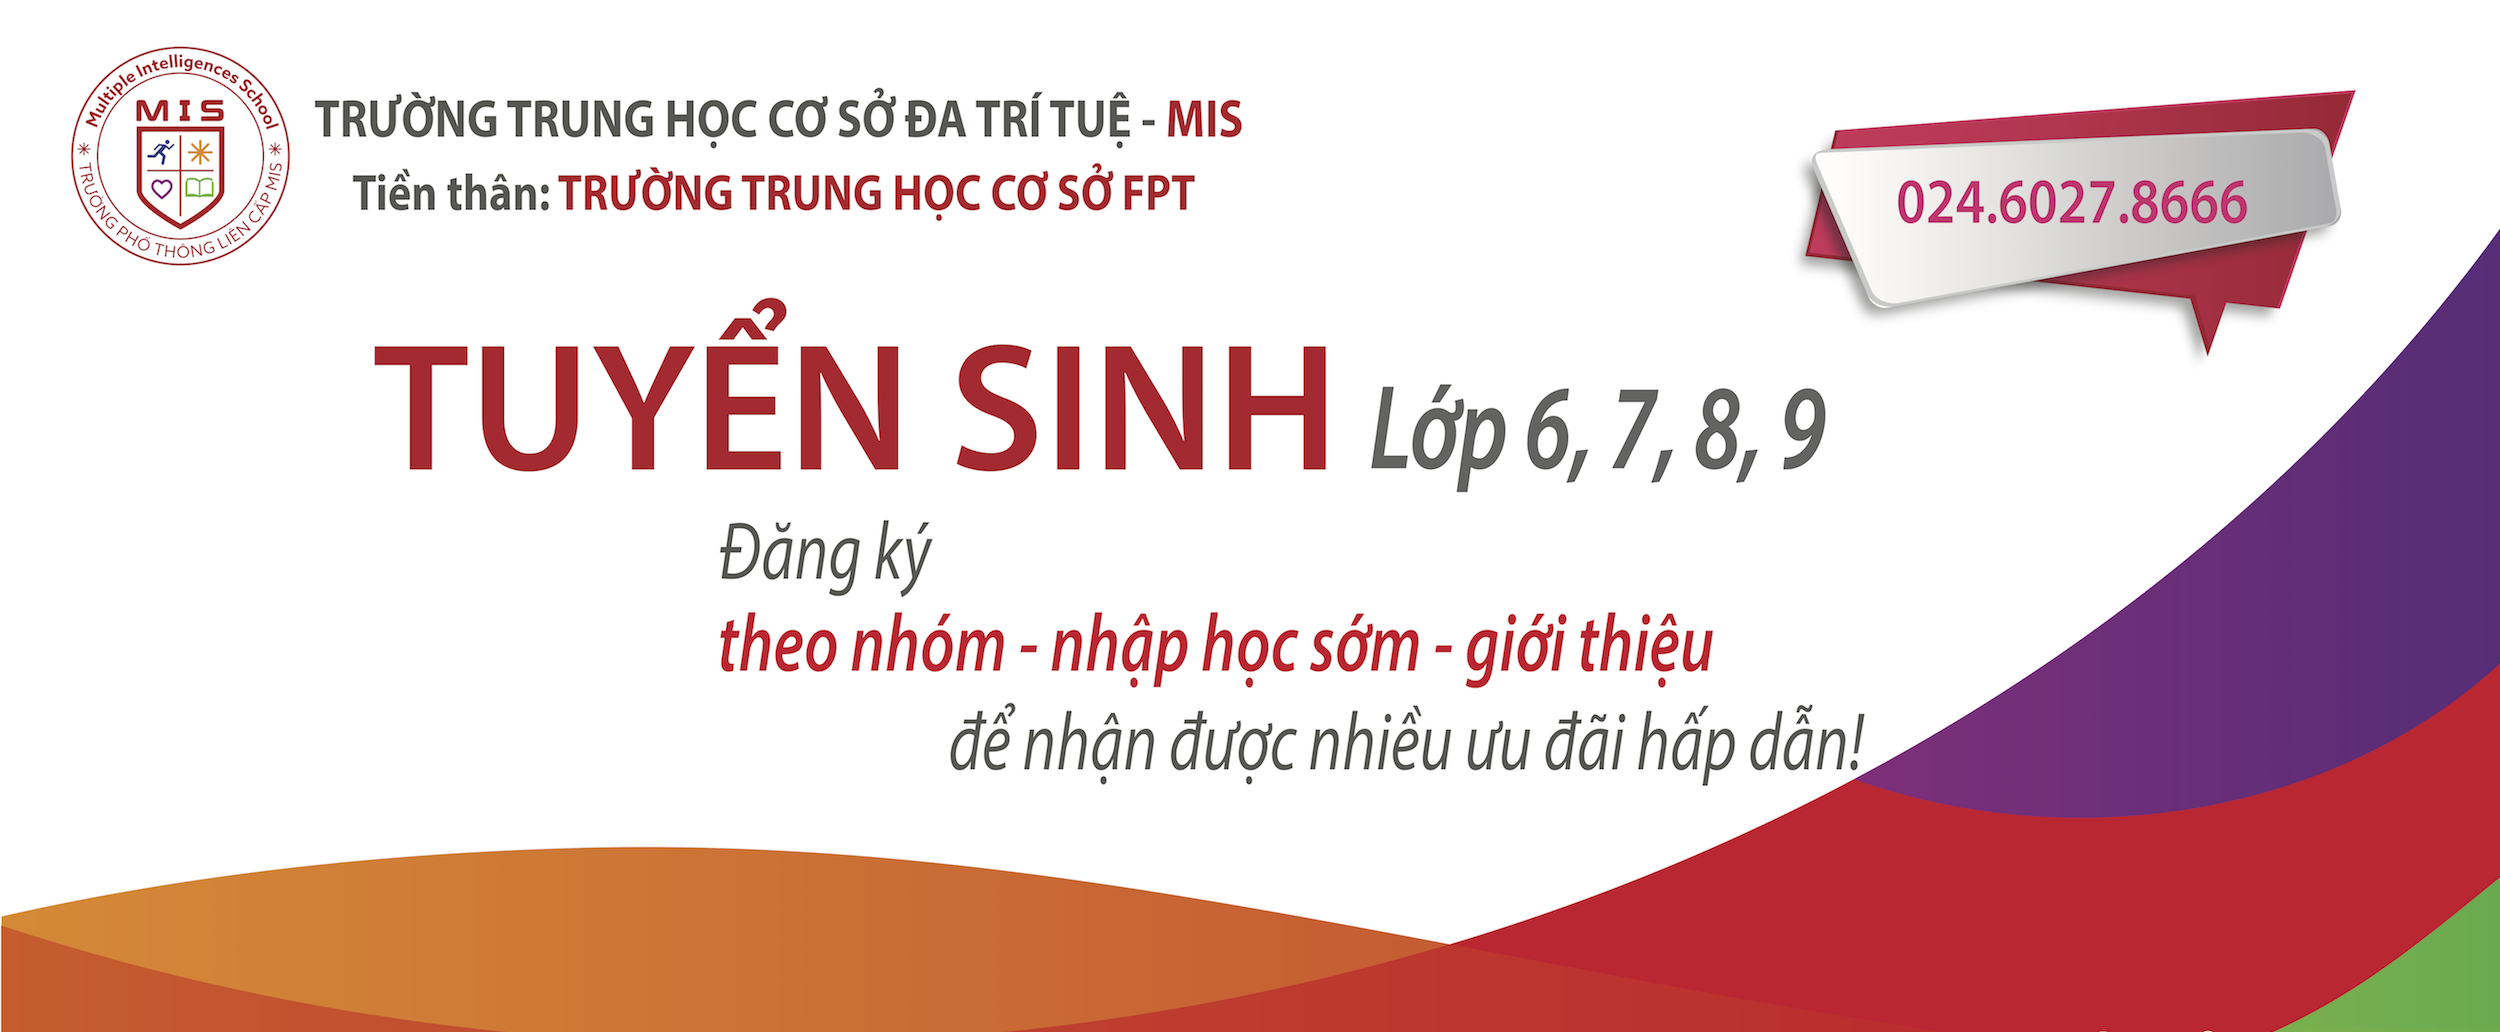 Multiple Intelligences School
MIS
TRƯỜNG PHỔ THÔNG LIÊN CẤP MIS
TRƯỜNG TRUNG HỌC CƠ SỞ ĐA TRÍ TUỆ - MIS
Tiền thân: TRƯỜNG TRUNG HỌC CƠ SỞ FPT
024.6027.8666
TUYỂN SINH Lớp 6, 7, 8, 9
Đăng ký
theo nhóm - nhập học sớm - giới thiệu
để nhận được nhiều ưu đãi hấp dẫn!